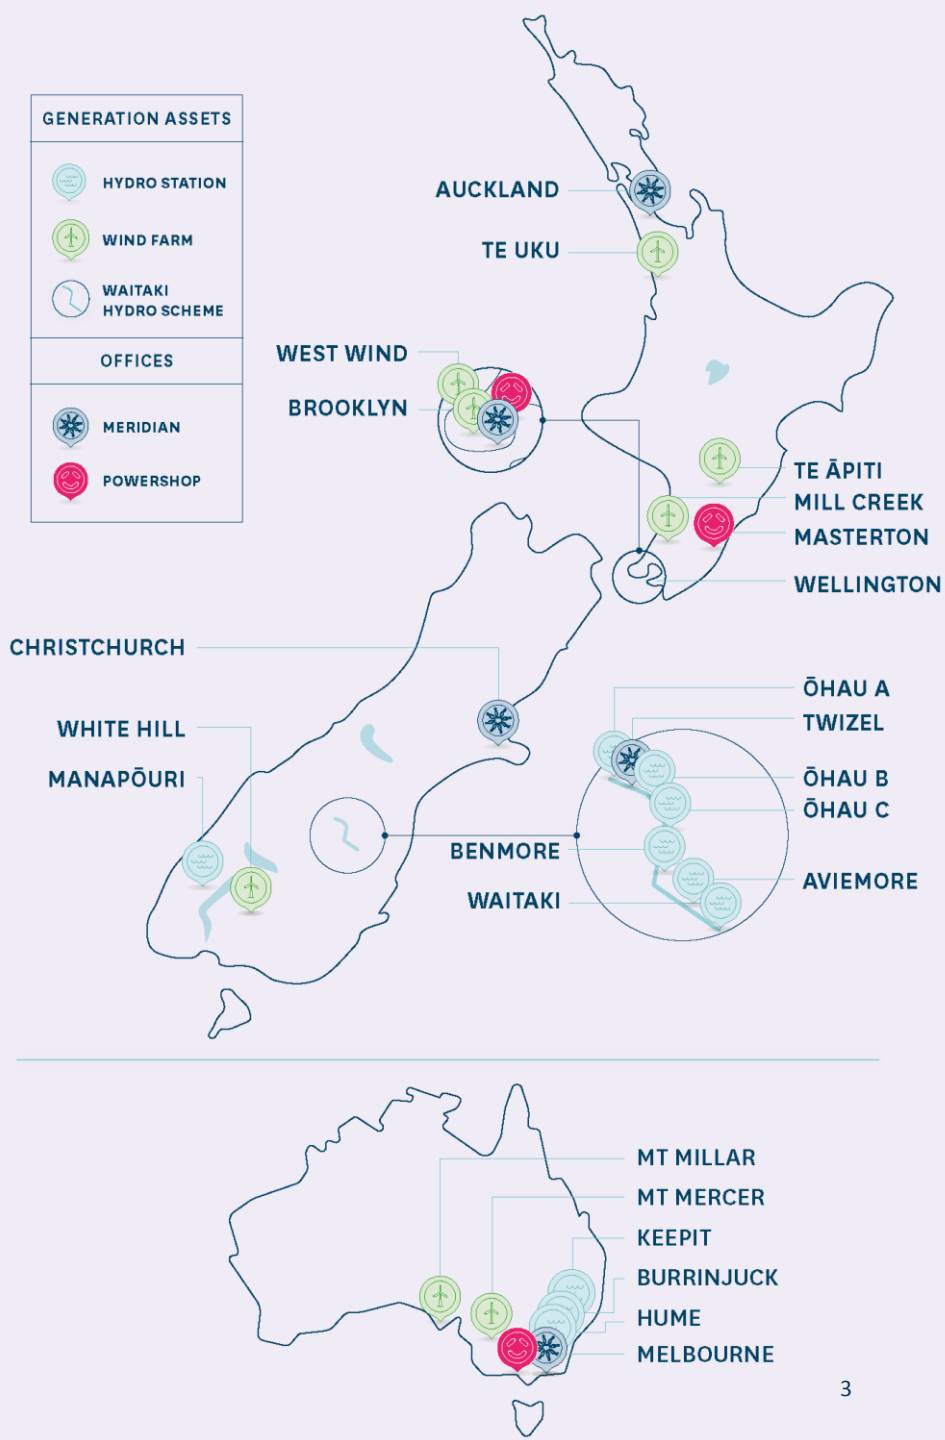 GENERATION ASSETS
HYDRO STATION
WIND FARM
WAITAKI
HYDRO SCHEME
OFFICES
MERIDIAN
POWERSHOP
AUCKLAND
TE UKU
WEST WIND
BROOKLYN
TE ĀPITI
MILL CREEK
MASTERTON
WELLINGTON
CHRISTCHURCH
WHITE HILL
MANAPŌURI
ŌHAU A
TWIZEL
ŌHAU B
ŌHAU C
BENMORE
AVIEMORE
WAITAKI
MT MILLAR
MT MERCER
KEEPIT
BURRINJUCK
HUME
MELBOURNE
3